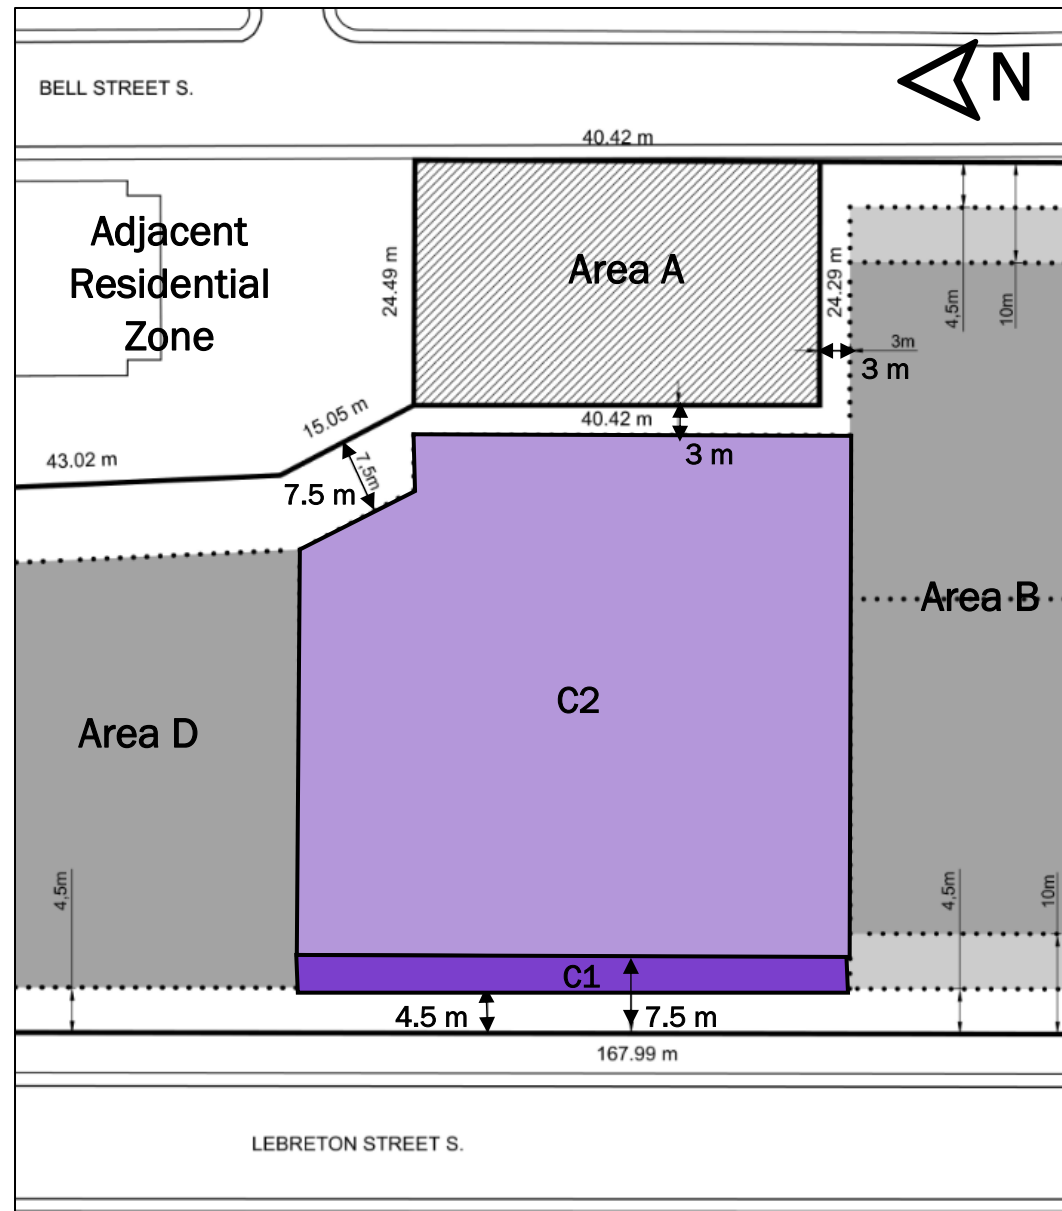 BELL STREET S.
N
40.42 m
Adjacent
Residential
Zone
24.49 m
Area A
24.29 m
4,5m
10m
3m
3 m
15.05 m
40.42 m
3 m
43.02 m
7,5m
7.5 m
Area B
C2
Area D
4,5m
4,5m
10m
C1
4.5 m
7.5 m
167.99 m
LEBRETON STREET S.